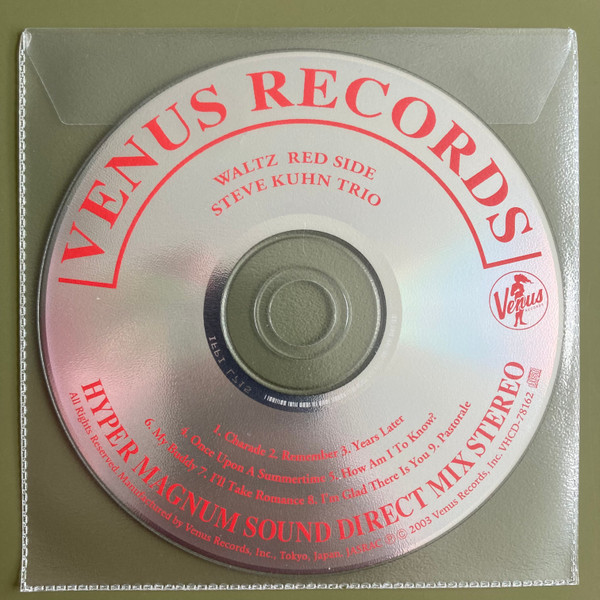 VENUS RECORDS
WALTZ RED SIDE
STEVE KUHN TRIO
Venus
1. Charade 2. Remember 3. Years Later
4. Once Upon A Summertime 5. How Am I To Know?
6. My Buddy 7. I'll Take Romance 8. I'm Glad There Is You 9. Pastorale
HYPER MAGNUM SOUND DIRECT MIX STEREO
All Rights Reserved. Manufactured by Venus Records, Inc., Tokyo, Japan. JASRAC Ⓟ © 2003 Venus Records, Inc. VHCD-78162